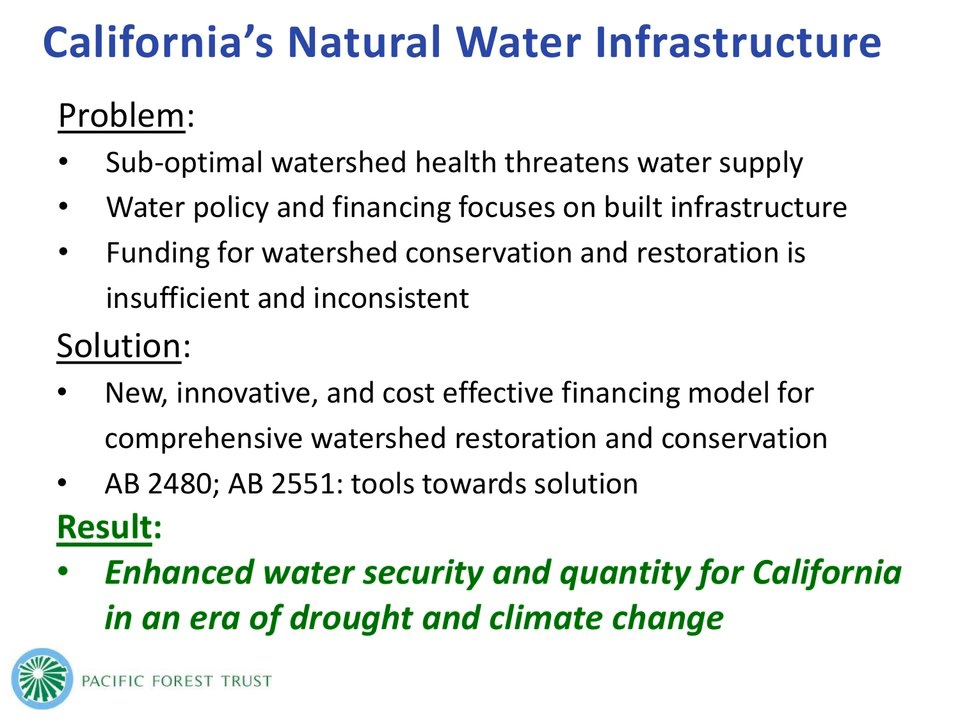 California’s Natural Water Infrastructure
Problem:
• Sub-optimal watershed health threatens water supply
• Water policy and financing focuses on built infrastructure
• Funding for watershed conservation and restoration is
insufficient and inconsistent
Solution:
• New, innovative, and cost effective financing model for
comprehensive watershed restoration and conservation
• AB 2480; AB 2551: tools towards solution
Result:
• Enhanced water security and quantity for California
in an era of drought and climate change
PACIFIC FOREST TRUST